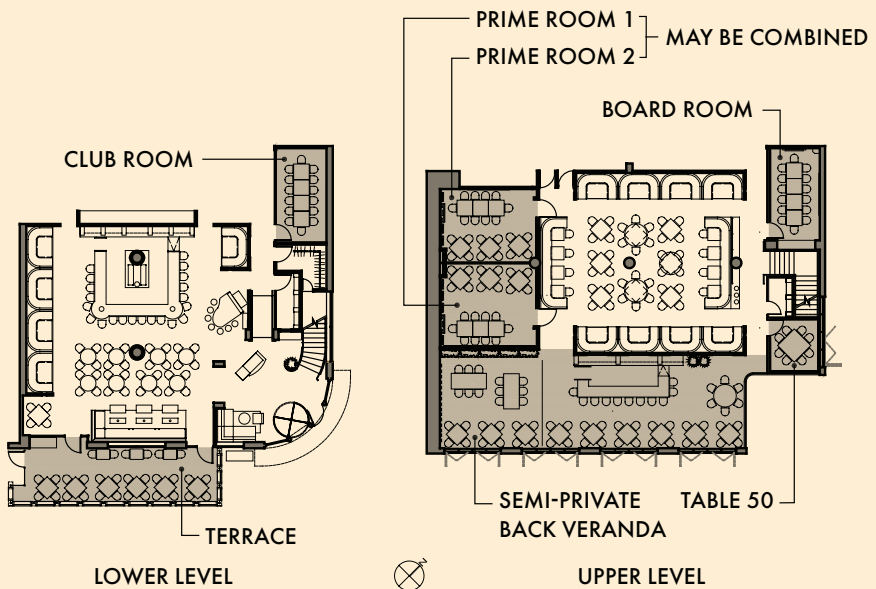 PRIME ROOM 1
PRIME ROOM 2
MAY BE COMBINED
BOARD ROOM
CLUB ROOM
SEMI-PRIVATE
BACK VERANDA
TABLE 50
TERRACE
LOWER LEVEL
N
UPPER LEVEL